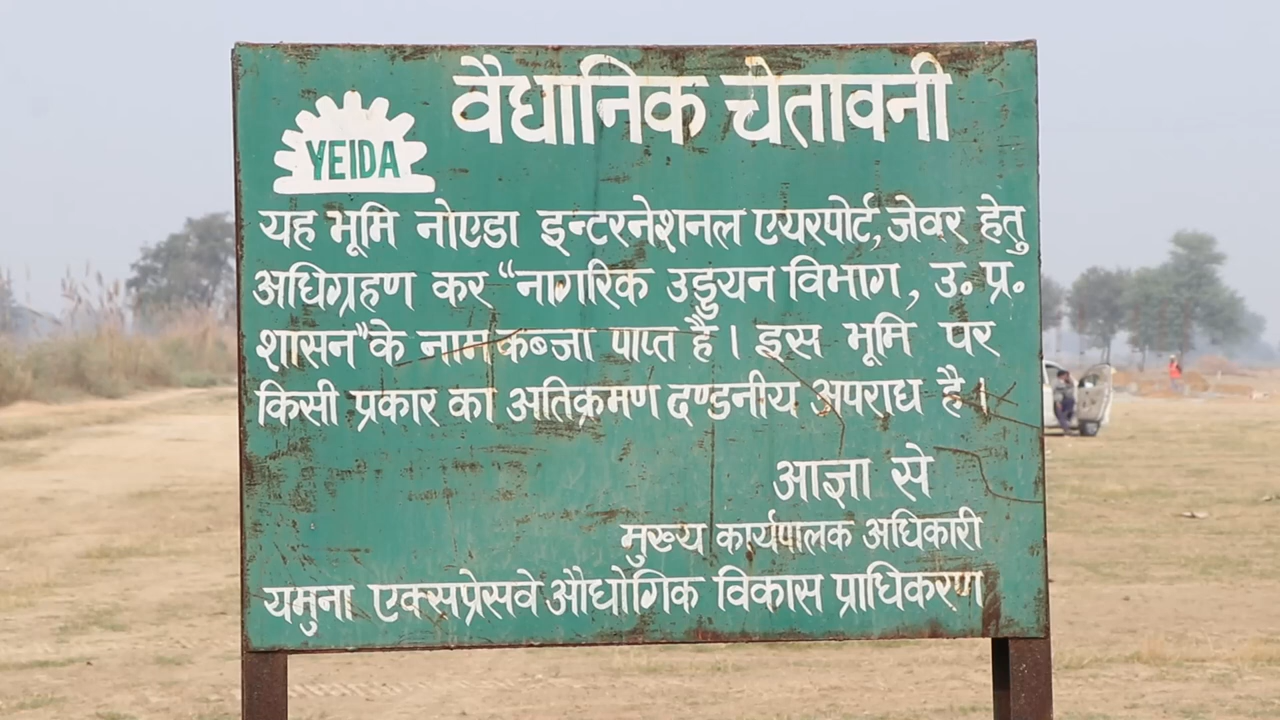 वैधानिक चेतावनी
YEIDA
यह भूमि नोएडा इन्टरनेशनल एयरपोर्ट, जेवर हेतु
अधिग्रहण कर “नागरिक उड्डयन विभाग, उ॰ प्र॰
शासन” के नाम कब्जा पाप्त है। इस भूमि पर
किसी प्रकार का अतिक्रमण दण्डनीय अपराध है।
आज्ञा से
मुख्य कार्यपालक अधिकारी
यमुना एक्सप्रेसवे औधोगिक विकास प्राधिकरण